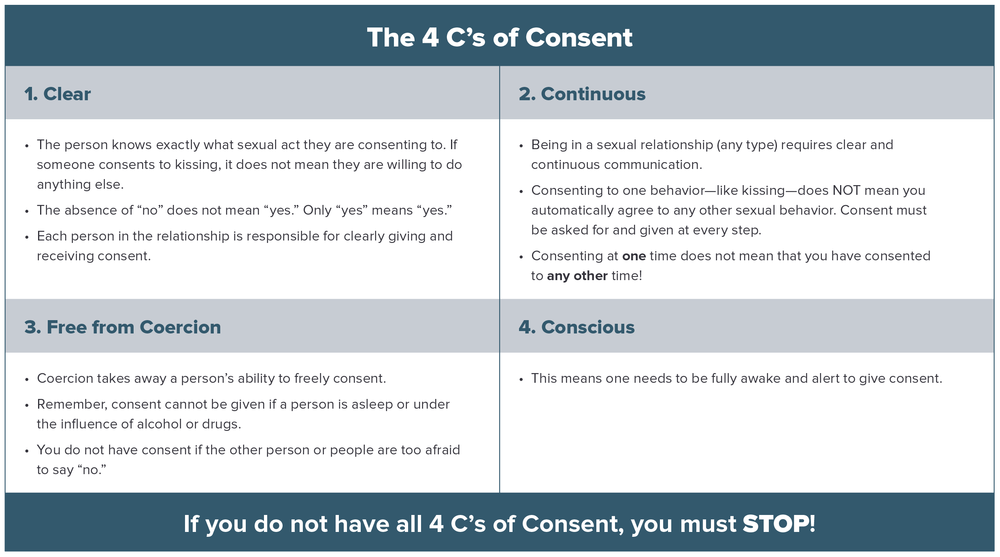 The 4 C’s of Consent
1. Clear
• The person knows exactly what sexual act they are consenting to. If
someone consents to kissing, it does not mean they are willing to do
anything else.
• The absence of “no” does not mean “yes.” Only “yes” means “yes.”
• Each person in the relationship is responsible for clearly giving and
receiving consent.
2. Continuous
• Being in a sexual relationship (any type) requires clear and
continuous communication.
• Consenting to one behavior—like kissing—does NOT mean you
automatically agree to any other sexual behavior. Consent must
be asked for and given at every step.
• Consenting at one time does not mean that you have consented
to any other time!
3. Free from Coercion
• Coercion takes away a person’s ability to freely consent.
• Remember, consent cannot be given if a person is asleep or under
the influence of alcohol or drugs.
• You do not have consent if the other person or people are too afraid
to say “no.”
4. Conscious
• This means one needs to be fully awake and alert to give consent.
If you do not have all 4 C’s of Consent, you must STOP!